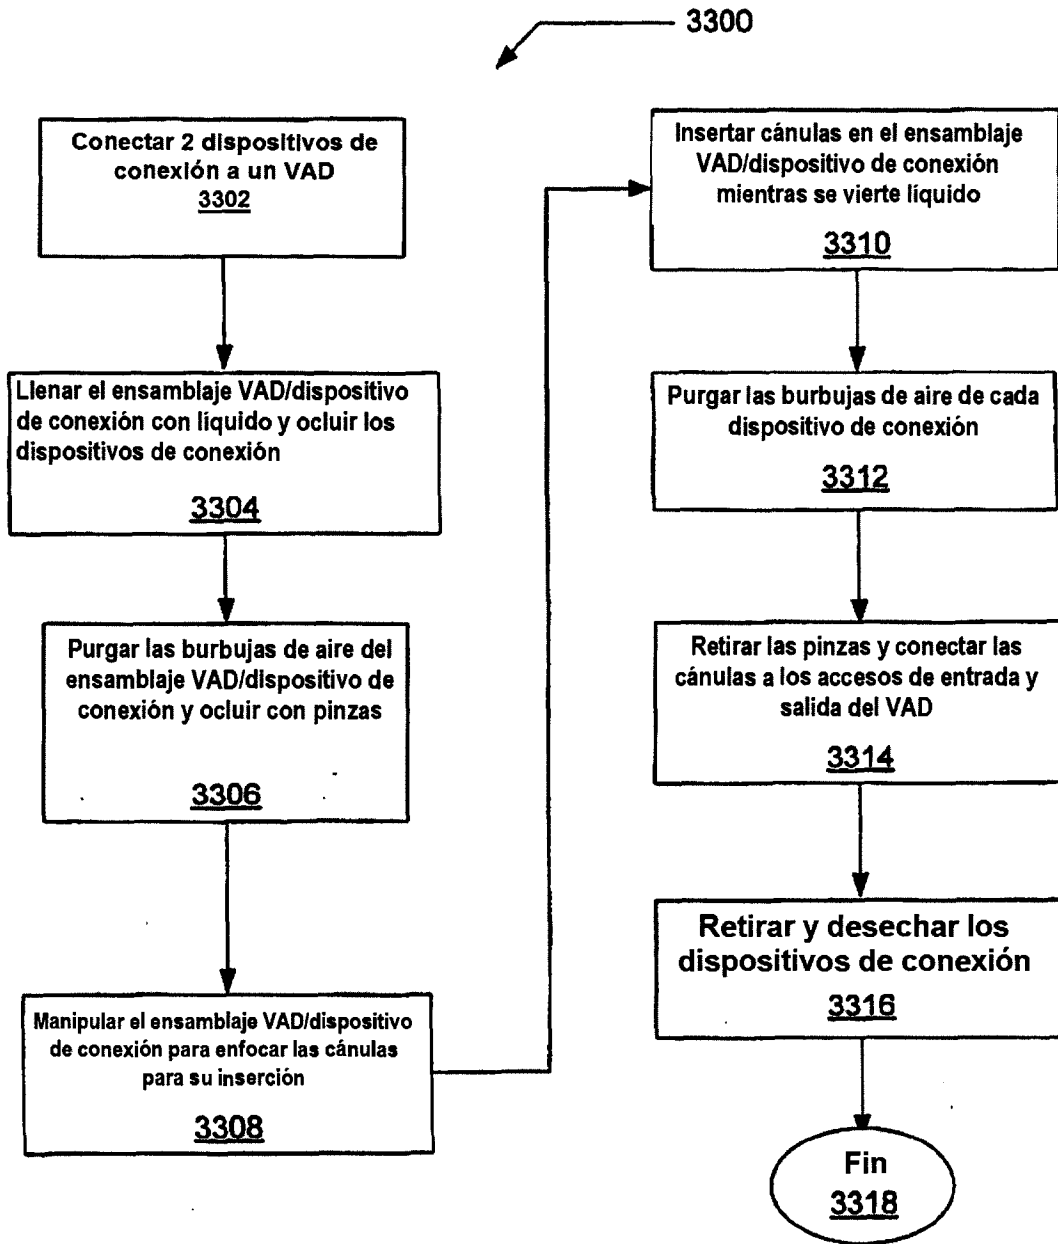 3300
Conectar 2 dispositivos de
conexión a un VAD
3302
Llenar el ensamblaje VAD/dispositivo
de conexión con líquido y ocluir los
dispositivos de conexión
3304
Purgar las burbujas de aire del
ensamblaje VAD/dispositivo de
conexión y ocluir con pinzas
3306
Manipular el ensamblaje VAD/dispositivo
de conexión para enfocar las cánulas
para su inserción
3308
Insertar cánulas en el ensamblaje
VAD/dispositivo de conexión
mientras se vierte líquido
3310
Purgar las burbujas de aire de cada
dispositivo de conexión
3312
Retirar las pinzas y conectar las
cánulas a los accesos de entrada y
salida del VAD
3314
Retirar y desechar los
dispositivos de conexión
3316
Fin
3318